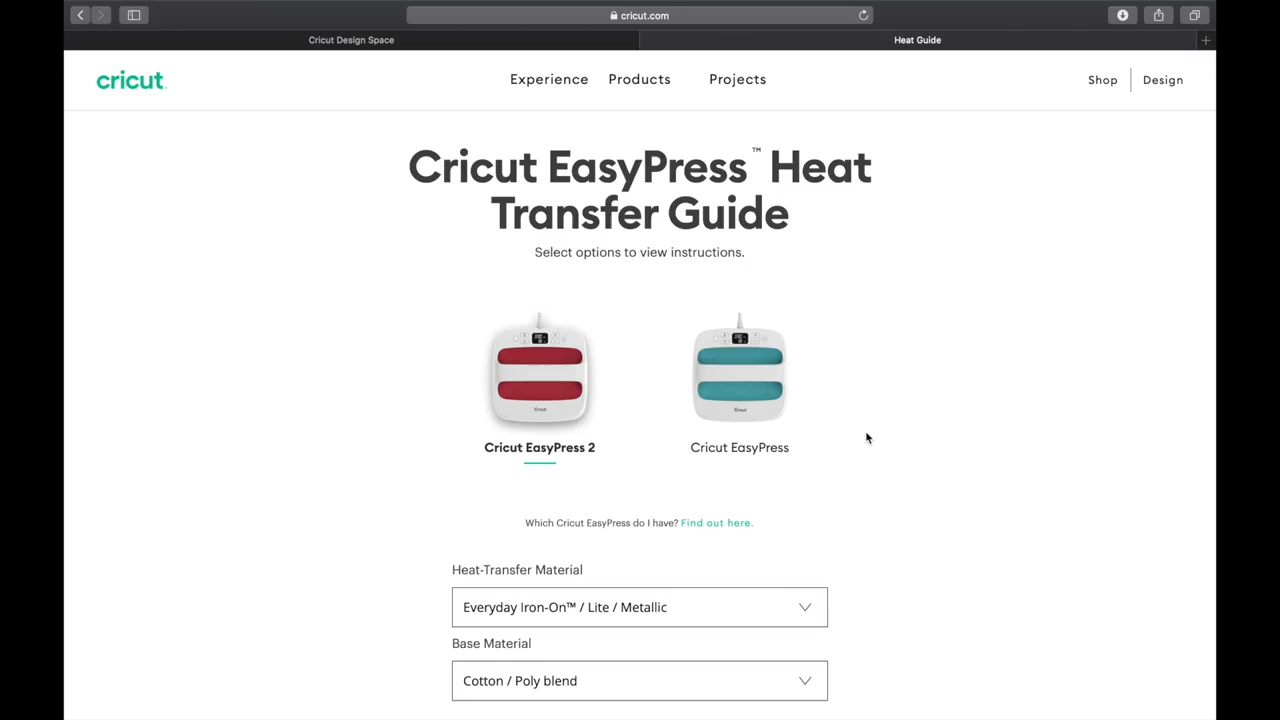 cricut.com
Cricut Design Space
Heat Guide
cricut
Experience
Products
Projects
Shop
Design
Cricut EasyPress™ Heat
Transfer Guide
Select options to view instructions.
Cricut EasyPress 2
Cricut EasyPress
Which Cricut EasyPress do I have? Find out here.
Heat-Transfer Material
Everyday Iron-On™ / Lite / Metallic
Base Material
Cotton / Poly blend